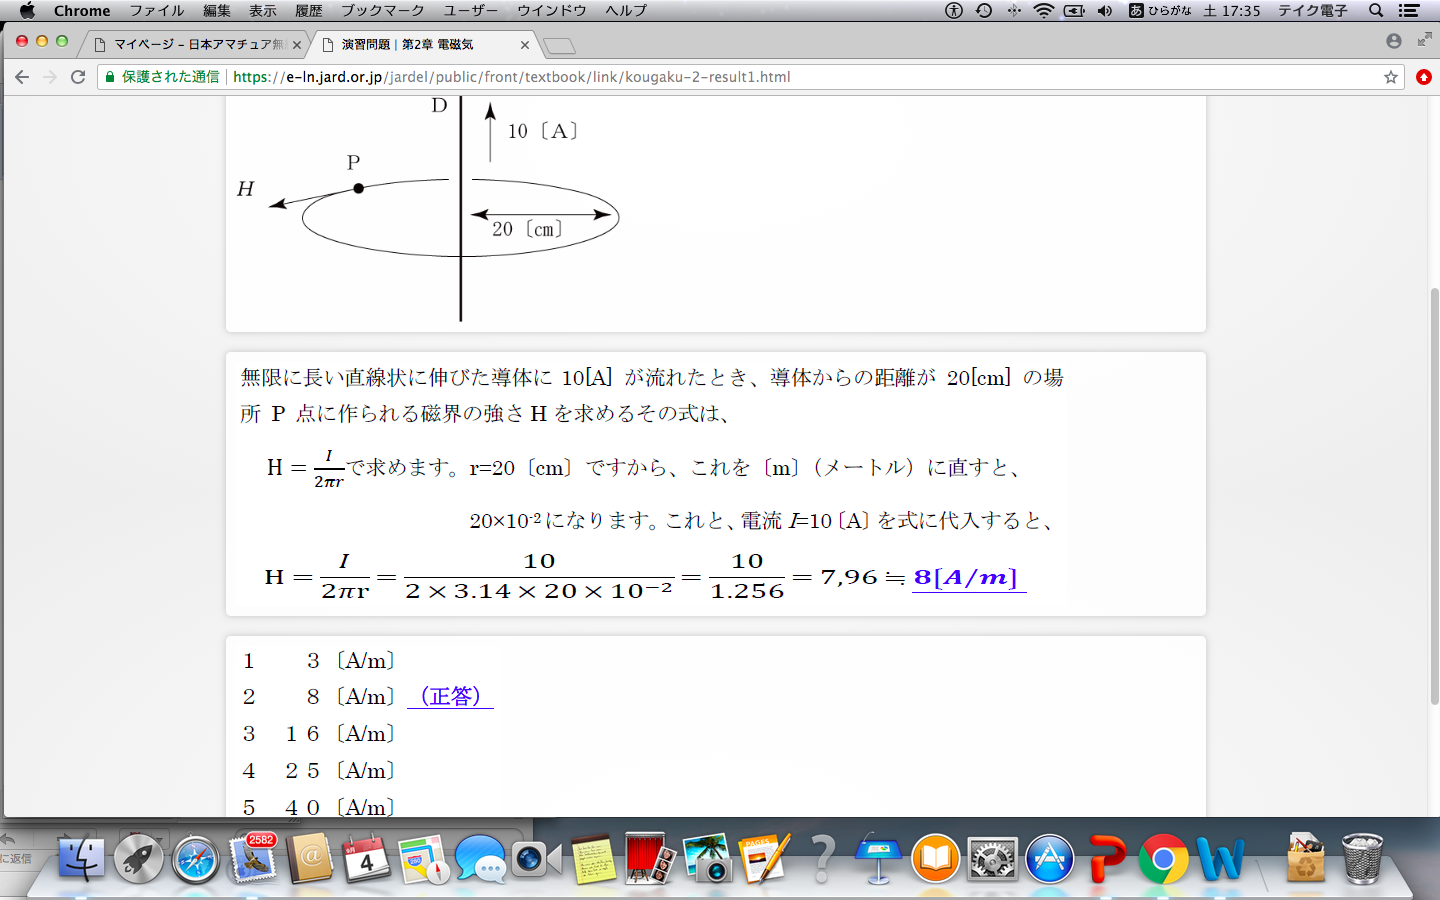 Chrome ファイル 編集 表示 履歴 ブックマーク ユーザー ウインドウ ヘルプ あ ひらがな 土 17:35 テイク電子
マイページ - 日本アマチュア無 演習問題 | 第2章 電磁気
保護された通信 https://e-ln.jard.or.jp/jardel/public/front/textbook/link/kougaku-2-result1.html
D
10〔A〕
P
H
20〔cm〕
無限に長い直線状に伸びた導体に 10[A] が流れたとき、導体からの距離が 20[cm] の場
所 P 点に作られる磁界の強さ H を求めるその式は、
H = I/2πr で求めます。r=20〔cm〕ですから、これを〔m〕(メートル)に直すと、
20×10-2になります。これと、電流 I=10〔A〕を式に代入すると、
H = I/2πr = 10/2 × 3.14 × 20 × 10−2 = 10/1.256 = 7,96 ≒ 8[A/m]
1 3 〔A/m〕
2 8 〔A/m〕 (正答)
3 16 〔A/m〕
4 25 〔A/m〕
5 40 〔A/m〕
に返信
2582
9月
4
280
PAGES